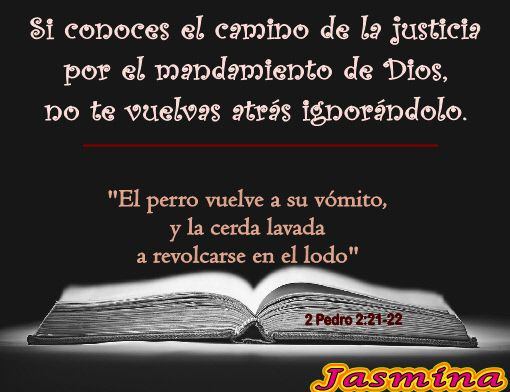 Si conoces el camino de la justicia
por el mandamiento de Dios,
no te vuelvas atrás ignorándolo.
"El perro vuelve a su vómito,
y la cerda lavada
a revolcarse en el lodo"
2 Pedro 2:21-22
Jasmina